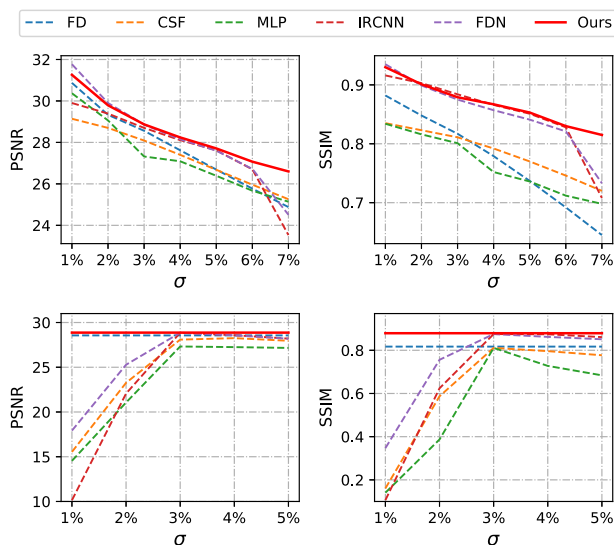 FD CSF MLP IRCNN FDN Ours
32
30
28
26
24
PSNR
1% 2% 3% 4% 5% 6% 7%
σ
0.9
0.8
0.7
SSIM
1% 2% 3% 4% 5% 6% 7%
σ
30
25
20
15
10
PSNR
1% 2% 3% 4% 5%
σ
0.8
0.6
0.4
0.2
SSIM
1% 2% 3% 4% 5%
σ